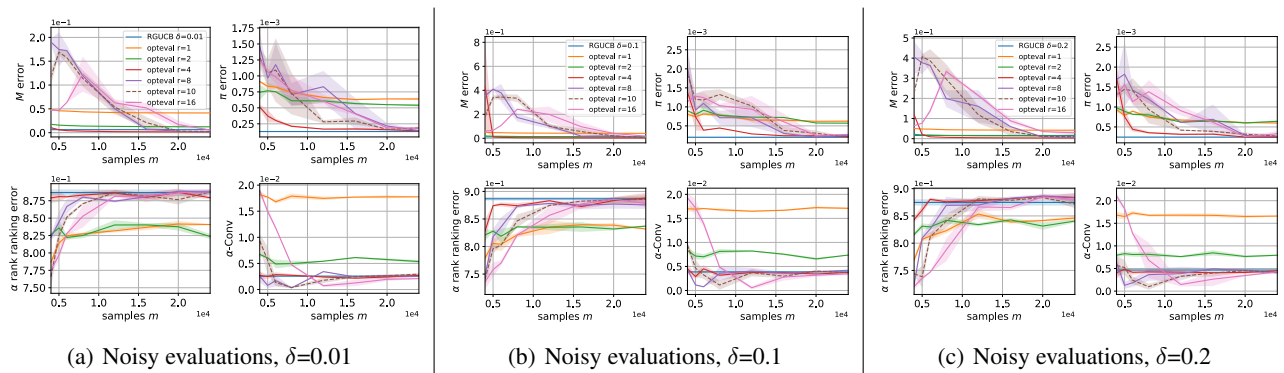 1e−1
M error
2.0
1.5
1.0
0.5
0.0
RGUCB δ=0.01
opteval r=1
opteval r=2
opteval r=4
opteval r=8
opteval r=10
opteval r=16
0.5 1.0 1.5 2.0
samples m 1e4
1e−3
π error
1.75
1.50
1.25
1.00
0.75
0.50
0.25
0.5 1.0 1.5 2.0
samples m 1e4
1e−1
α rank ranking error
8.75
8.50
8.25
8.00
7.75
7.50
0.5 1.0 1.5 2.0
samples m 1e4
1e−2
α-Conv
2.0
1.5
1.0
0.5
0.0
0.5 1.0 1.5 2.0
samples m 1e4
(a) Noisy evaluations, δ=0.01
1e−1
M error
8
6
4
2
0
RGUCB δ=0.1
opteval r=1
opteval r=2
opteval r=4
opteval r=8
opteval r=10
opteval r=16
0.5 1.0 1.5 2.0
samples m 1e4
1e−3
π error
2.5
2.0
1.5
1.0
0.5
0.5 1.0 1.5 2.0
samples m 1e4
1e−1
α rank ranking error
9.0
8.5
8.0
7.5
0.5 1.0 1.5 2.0
samples m 1e4
1e−2
α-Conv
2.0
1.5
1.0
0.5
0.0
0.5 1.0 1.5 2.0
samples m 1e4
(b) Noisy evaluations, δ=0.1
1e−1
M error
5
4
3
2
1
0
RGUCB δ=0.2
opteval r=1
opteval r=2
opteval r=4
opteval r=8
opteval r=10
opteval r=16
0.5 1.0 1.5 2.0
samples m 1e4
1e−3
π error
2.5
2.0
1.5
1.0
0.5
0.5 1.0 1.5 2.0
samples m 1e4
1e−1
α rank ranking error
9.0
8.5
8.0
7.5
0.5 1.0 1.5 2.0
samples m 1e4
1e−2
α-Conv
2.0
1.5
1.0
0.5
0.0
0.5 1.0 1.5 2.0
samples m 1e4
(c) Noisy evaluations, δ=0.2